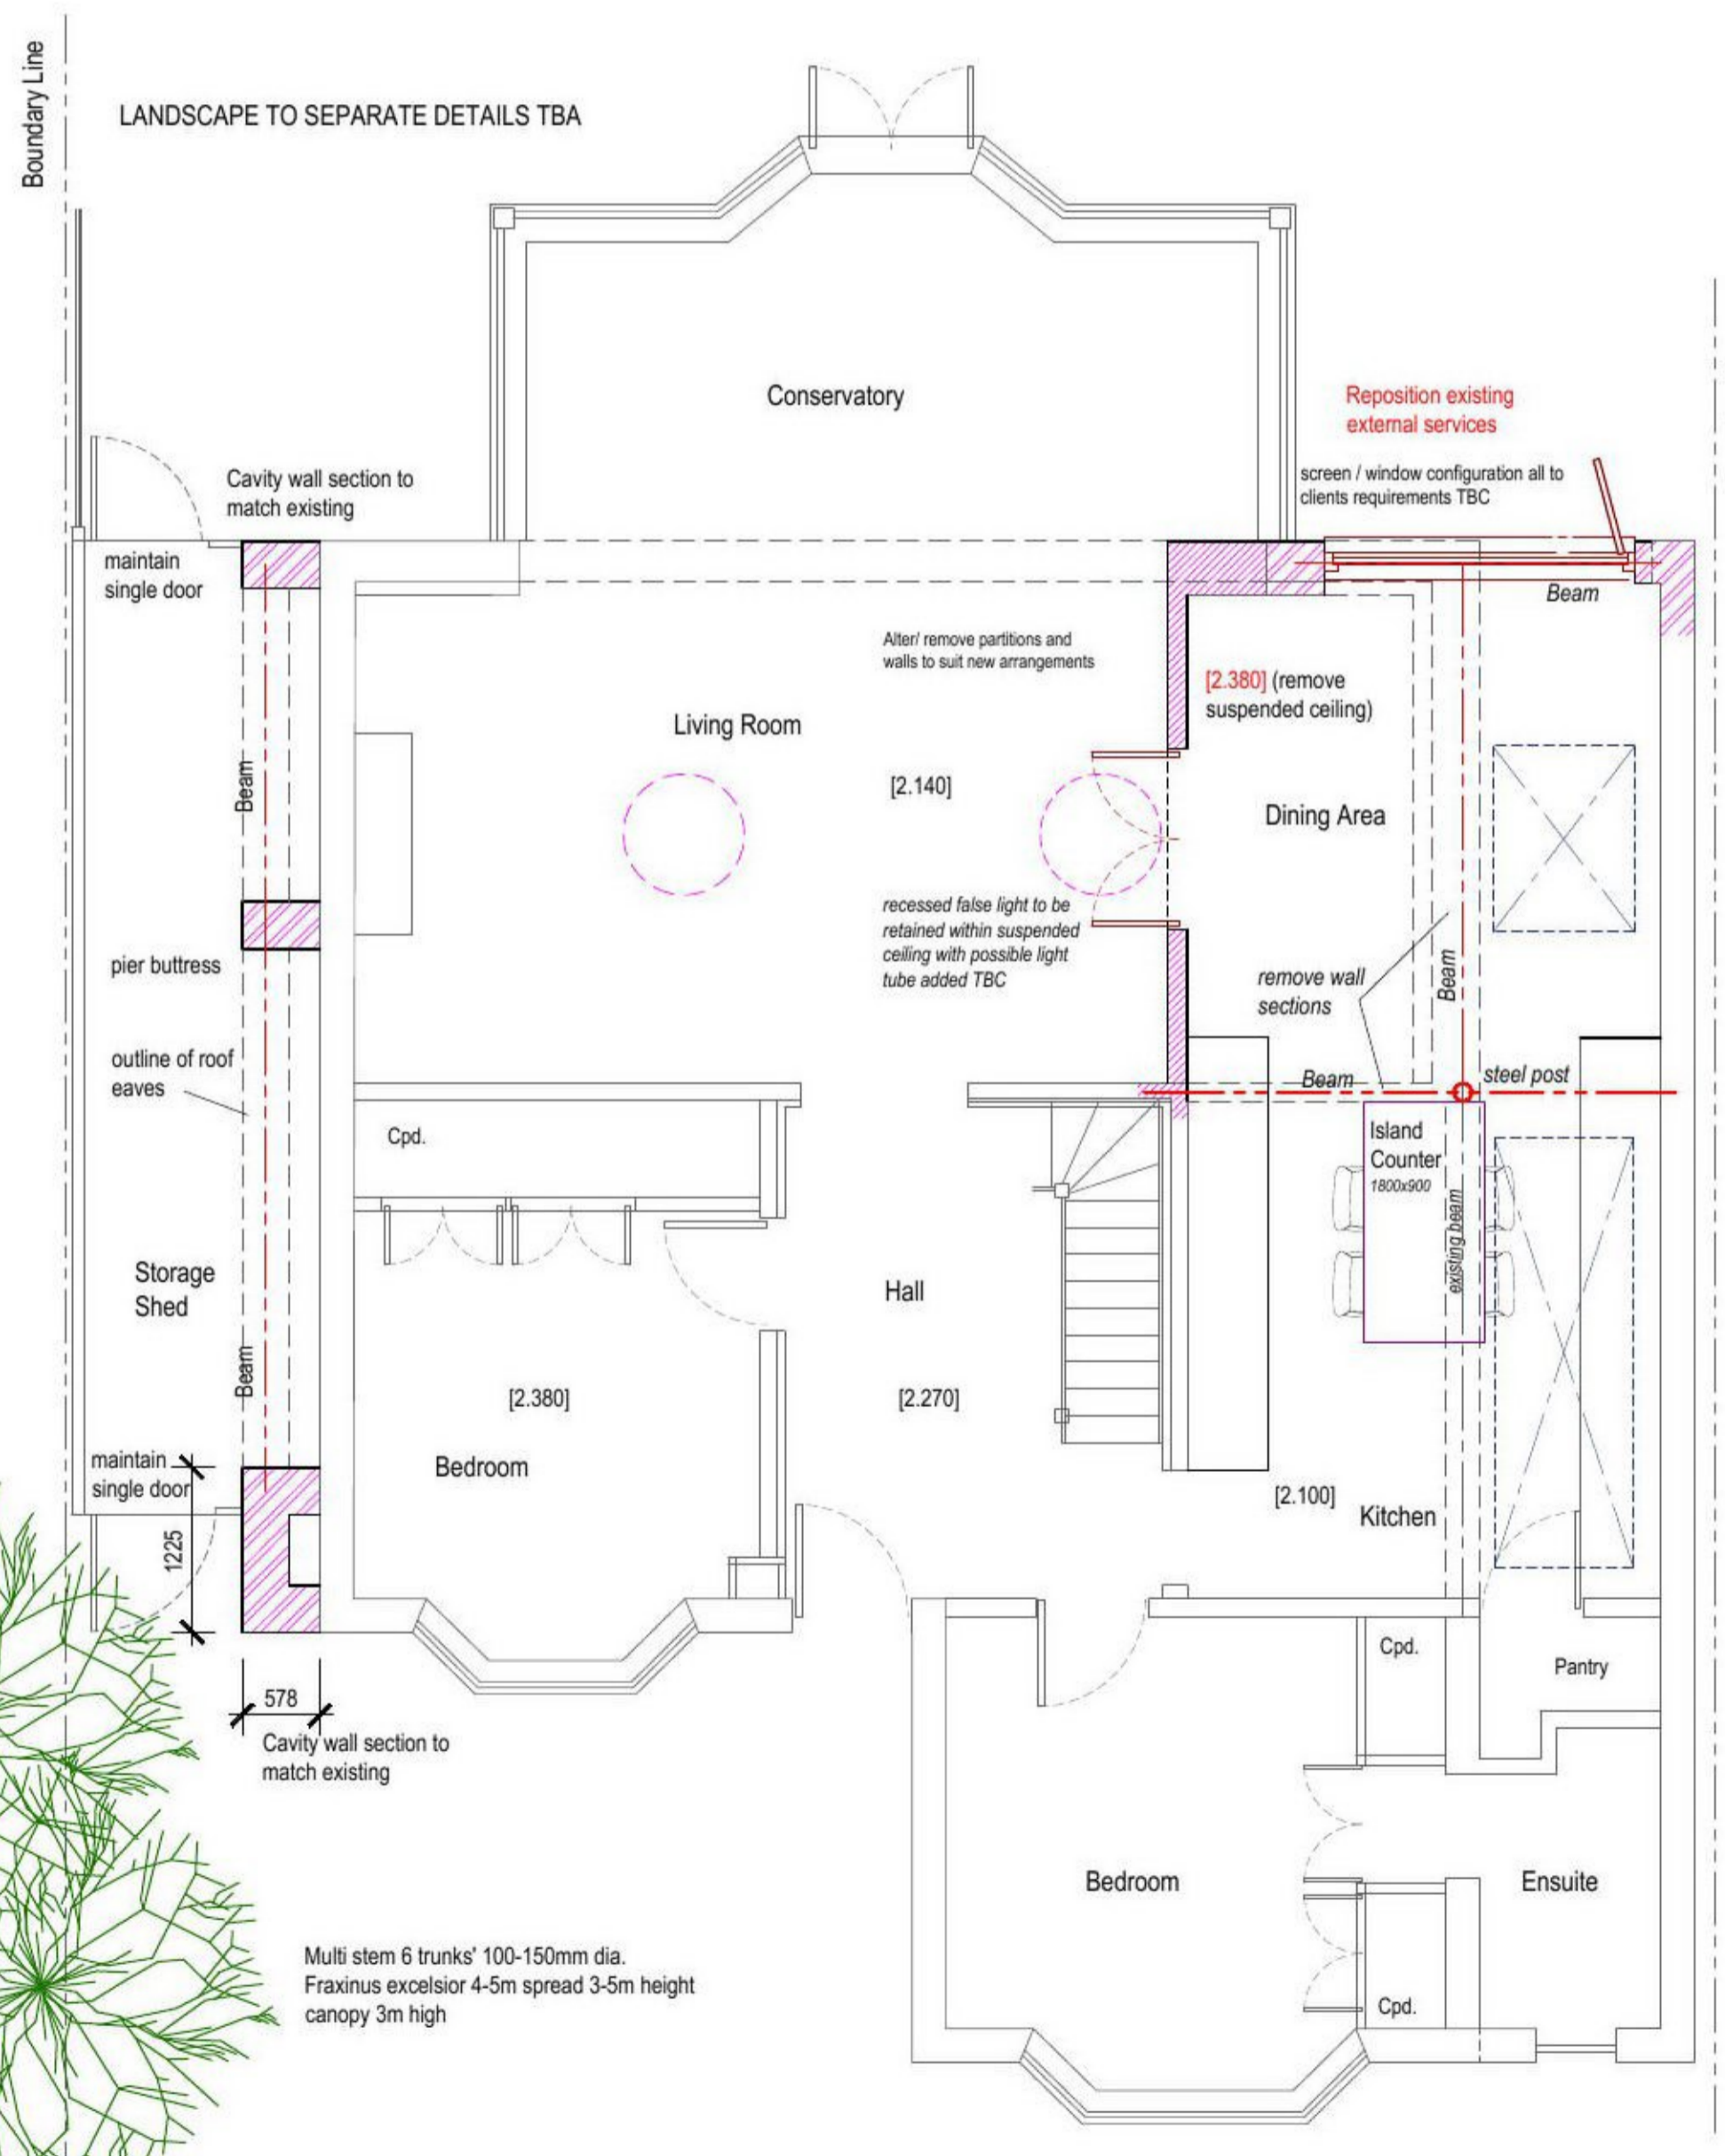 Boundary Line
LANDSCAPE TO SEPARATE DETAILS TBA
Conservatory
Reposition existing
external services
screen / window configuration all to
clients requirements TBC
Cavity wall section to
match existing
maintain
single door
Beam
Alter/ remove partitions and
walls to suit new arrangements
[2.380] (remove
suspended ceiling)
Living Room
[2.140]
Beam
Dining Area
recessed false light to be
retained within suspended
ceiling with possible light
tube added TBC
pier buttress
remove wall
sections
Beam
outline of roof
eaves
Beam
steel post
Cpd.
Island
Counter
1800x900
existing beam
Storage
Shed
Hall
Beam
[2.380]
[2.270]
Bedroom
maintain
single door
[2.100]
Kitchen
1225
Cpd.
Pantry
578
Cavity wall section to
match existing
Bedroom
Ensuite
Multi stem 6 trunks' 100-150mm dia.
Fraxinus excelsior 4-5m spread 3-5m height
canopy 3m high
Cpd.